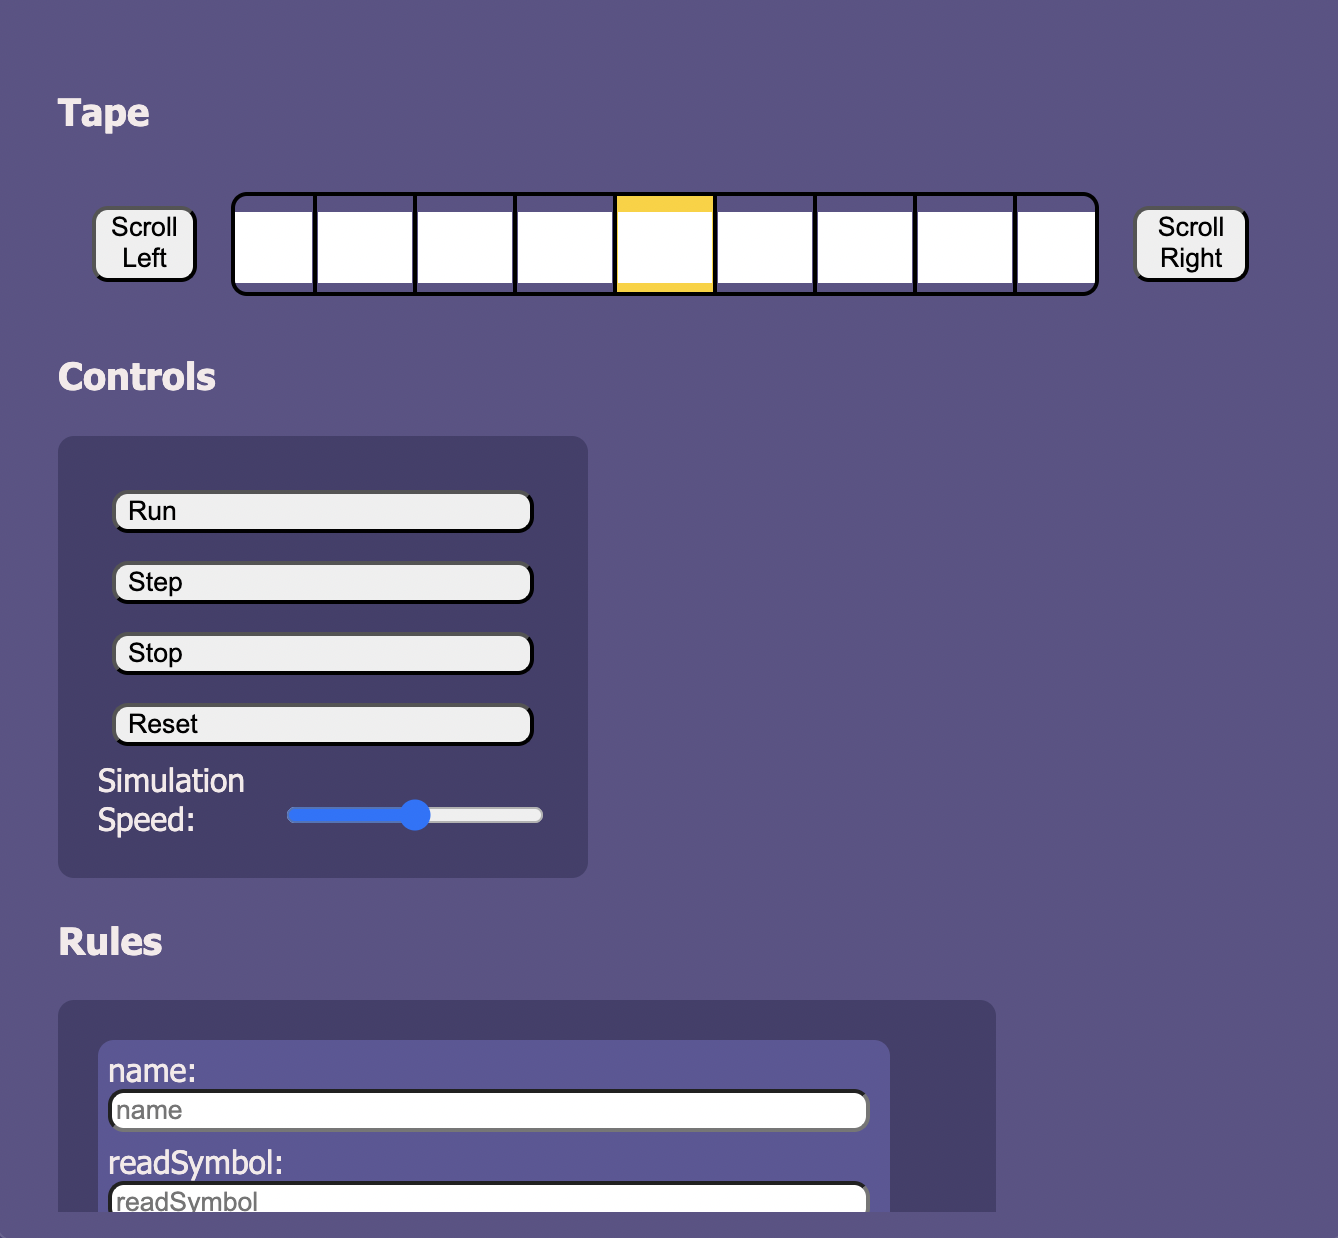 Tape
Scroll
Left
Scroll
Right
Controls
Run
Step
Stop
Reset
Simulation
Speed:
Rules
name:
name
readSymbol:
readSymbol